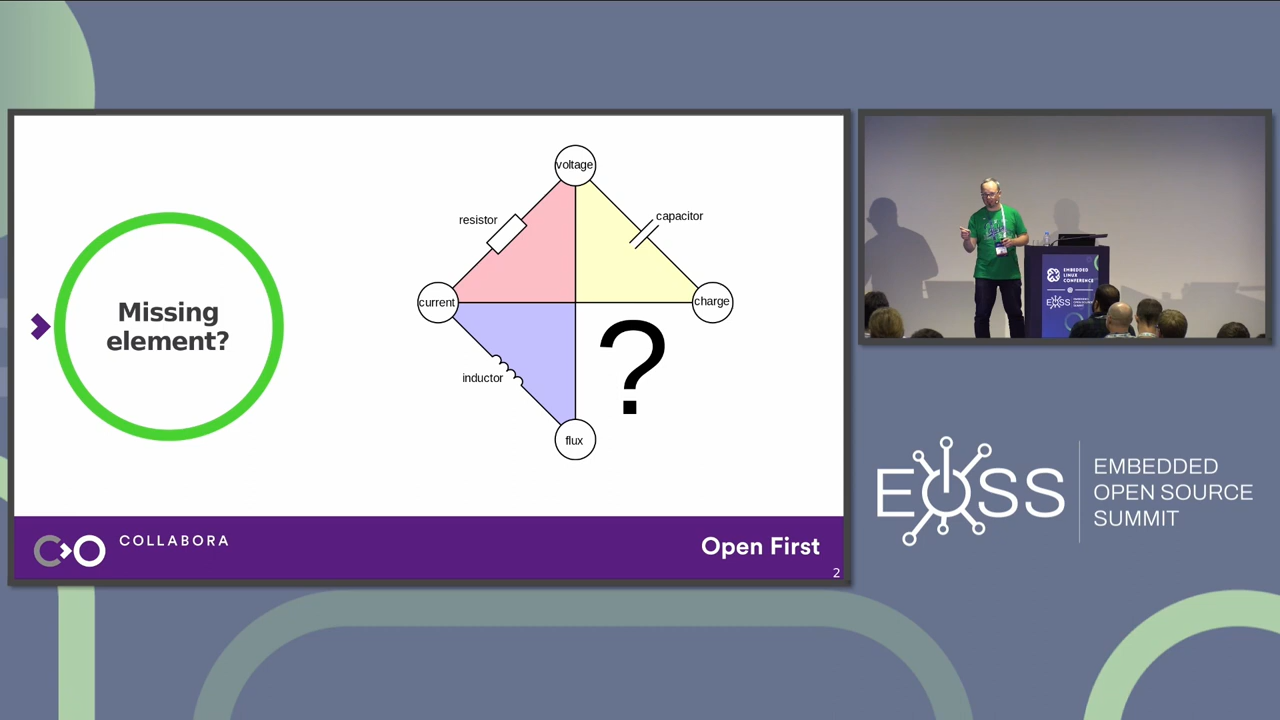 Missing
element?
voltage
resistor
capacitor
current
charge
inductor
?
flux
COLLABORA
Open First
2
EMBEDDED
LINUX
CONFERENCE
EOSS
EOSS
EMBEDDED
OPEN SOURCE
SUMMIT